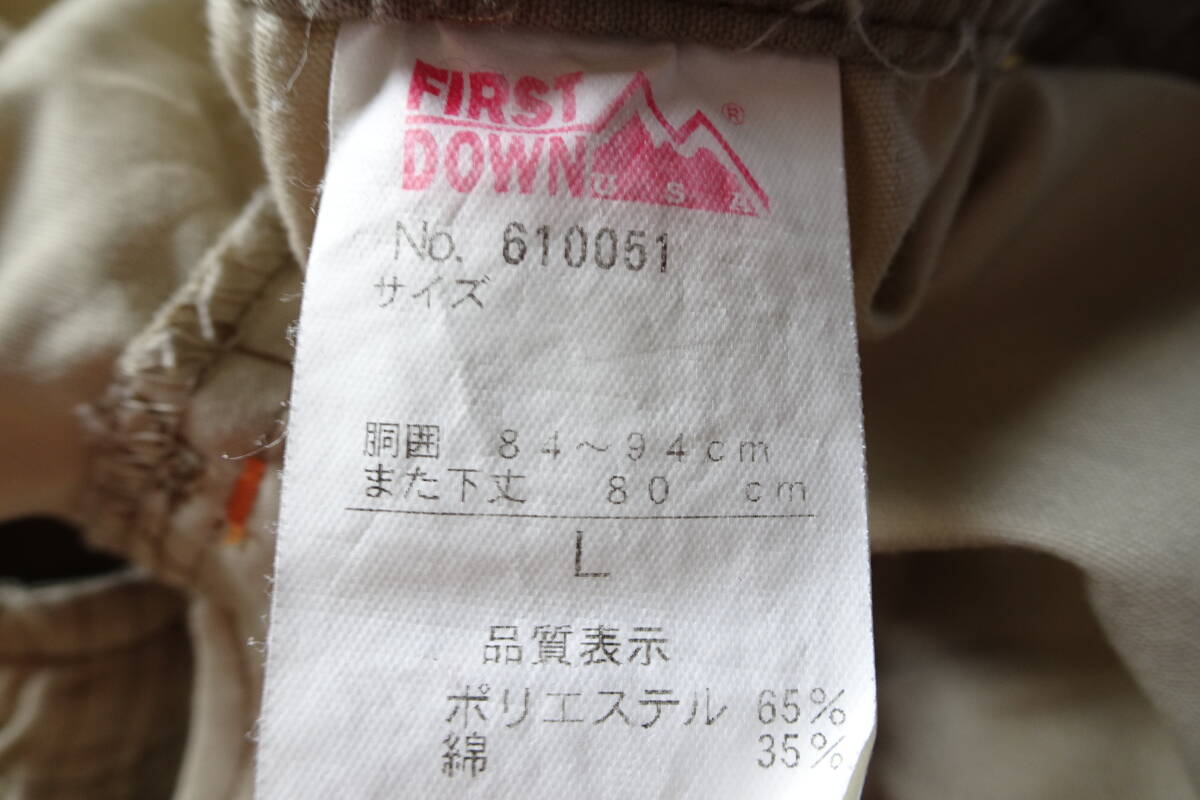 FIRST
DOWN U S A ®
No. 610051
サイズ
胴囲 84～94cm
また下丈 80 cm
L
品質表示
ポリエステル 65%
綿 35%